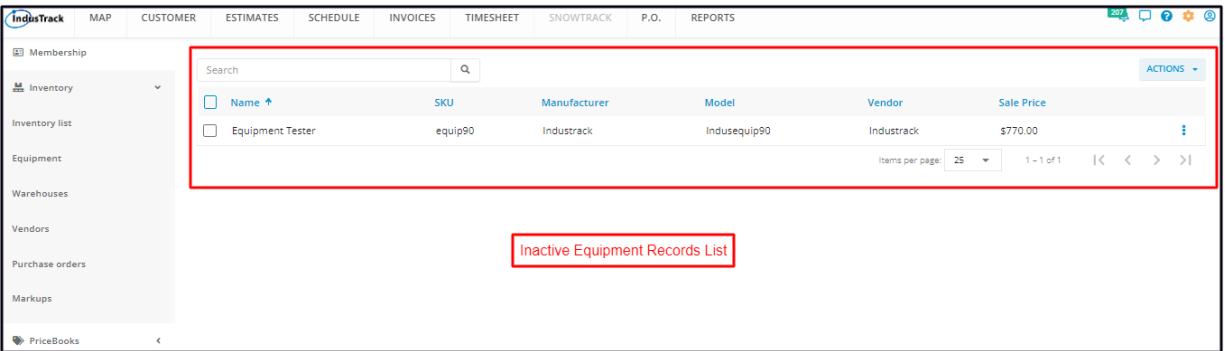 IndusTrack MAP CUSTOMER ESTIMATES SCHEDULE INVOICES TIMESHEET SNOWTRACK P.O. REPORTS 207
Membership
Inventory
Inventory list
Equipment
Warehouses
Vendors
Purchase orders
Markups
PriceBooks
Search ACTIONS
Name SKU Manufacturer Model Vendor Sale Price
Equipment Tester equip90 Industrack Indusequip90 Industrack $770.00
Items per page: 25 1 – 1 of 1
Inactive Equipment Records List